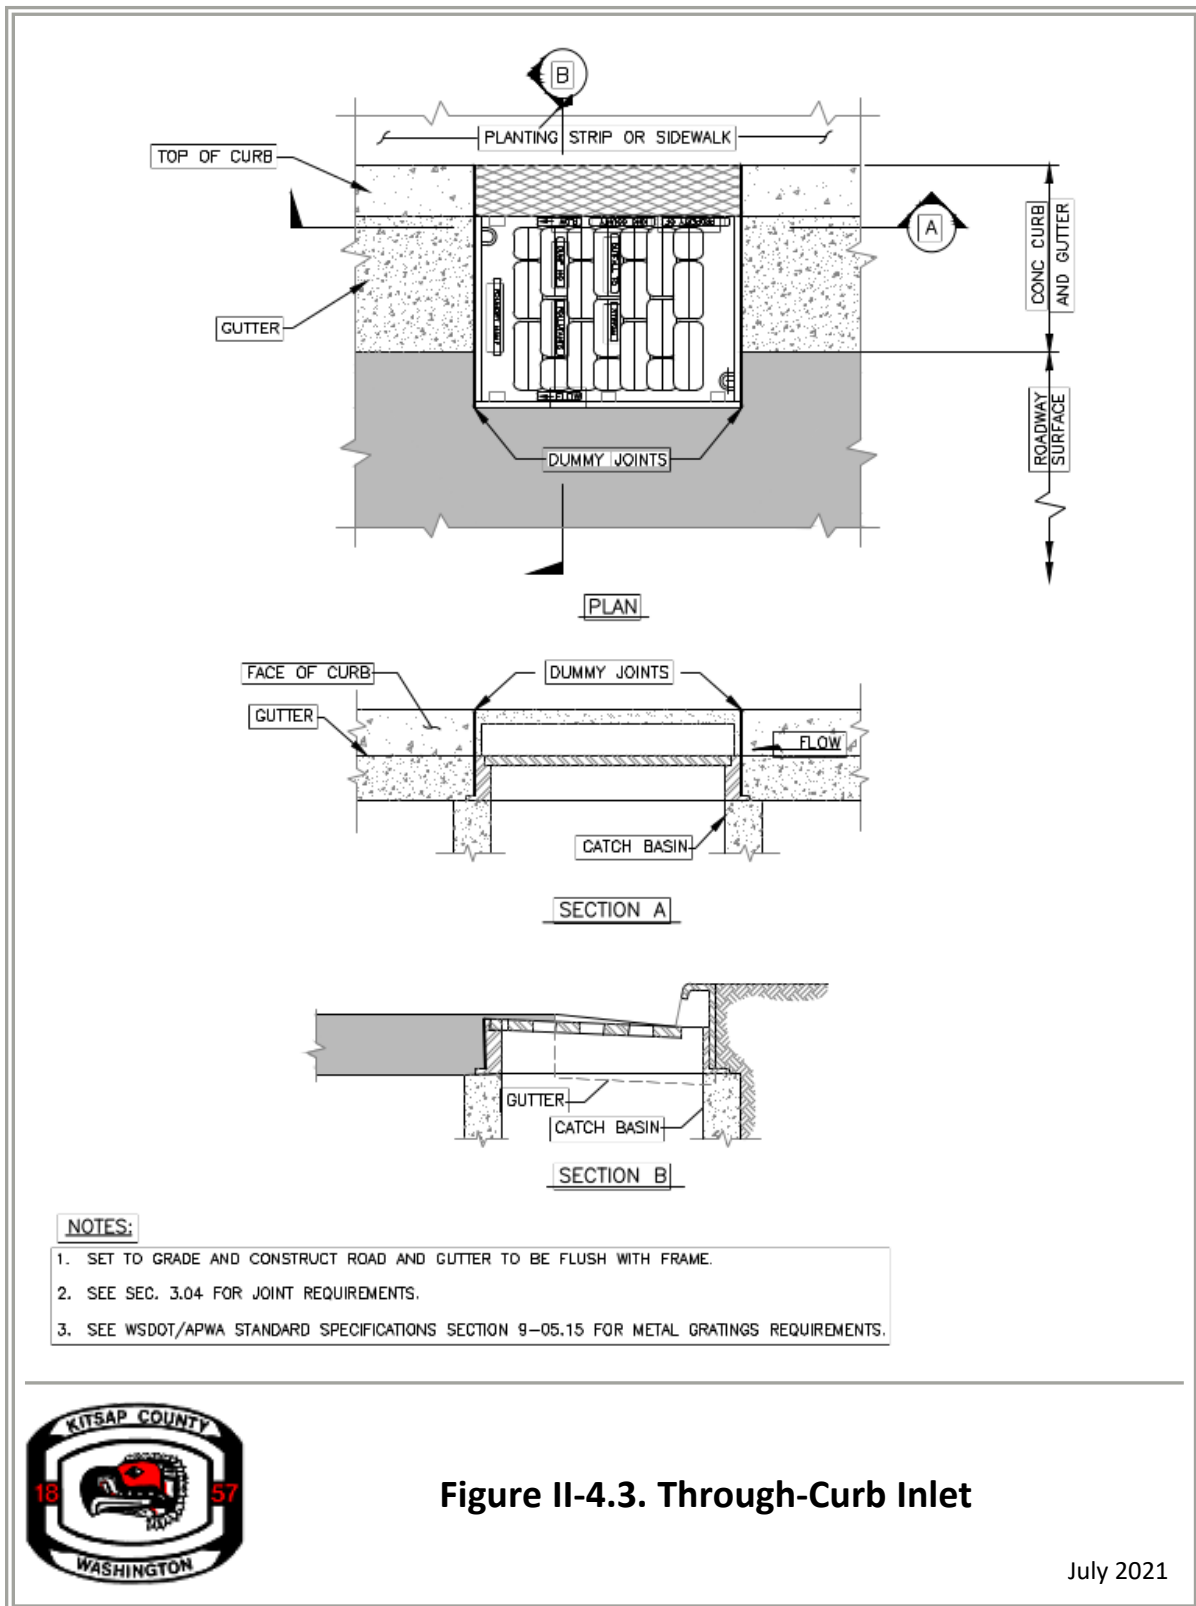 B
PLANTING STRIP OR SIDEWALK
TOP OF CURB
A
CONC CURB
AND GUTTER
GUTTER
FLOW
ROADWAY
SURFACE
DUMMY JOINTS
PLAN
FACE OF CURB
DUMMY JOINTS
GUTTER
FLOW
CATCH BASIN
SECTION A
GUTTER
CATCH BASIN
SECTION B
NOTES:
1. SET TO GRADE AND CONSTRUCT ROAD AND GUTTER TO BE FLUSH WITH FRAME.
2. SEE SEC. 3.04 FOR JOINT REQUIREMENTS.
3. SEE WSDOT/APWA STANDARD SPECIFICATIONS SECTION 9-05.15 FOR METAL GRATINGS REQUIREMENTS.
KITSAP COUNTY
18 57
WASHINGTON
Figure II-4.3. Through-Curb Inlet
July 2021